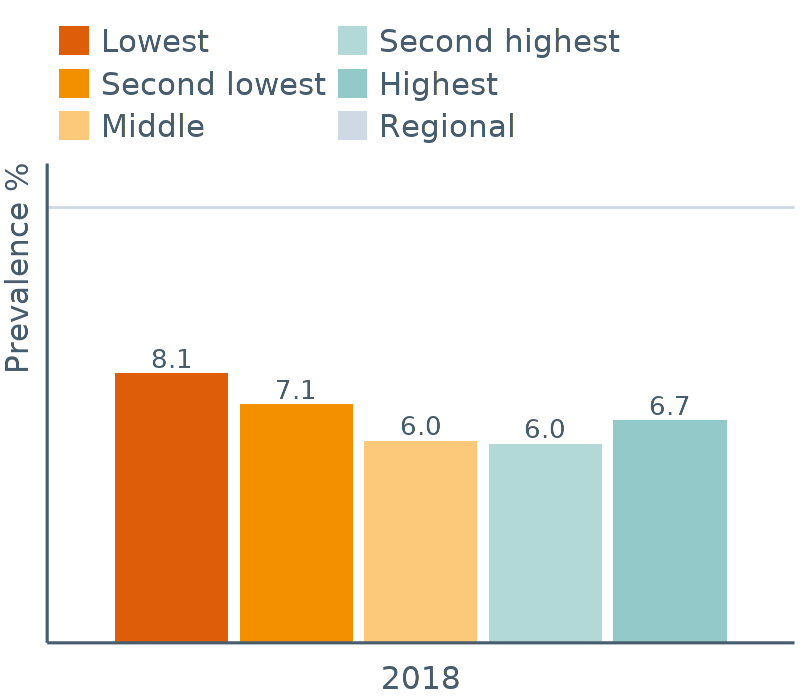 Lowest
Second lowest
Middle
Second highest
Highest
Regional
Prevalence %
8.1
7.1
6.0
6.0
6.7
2018